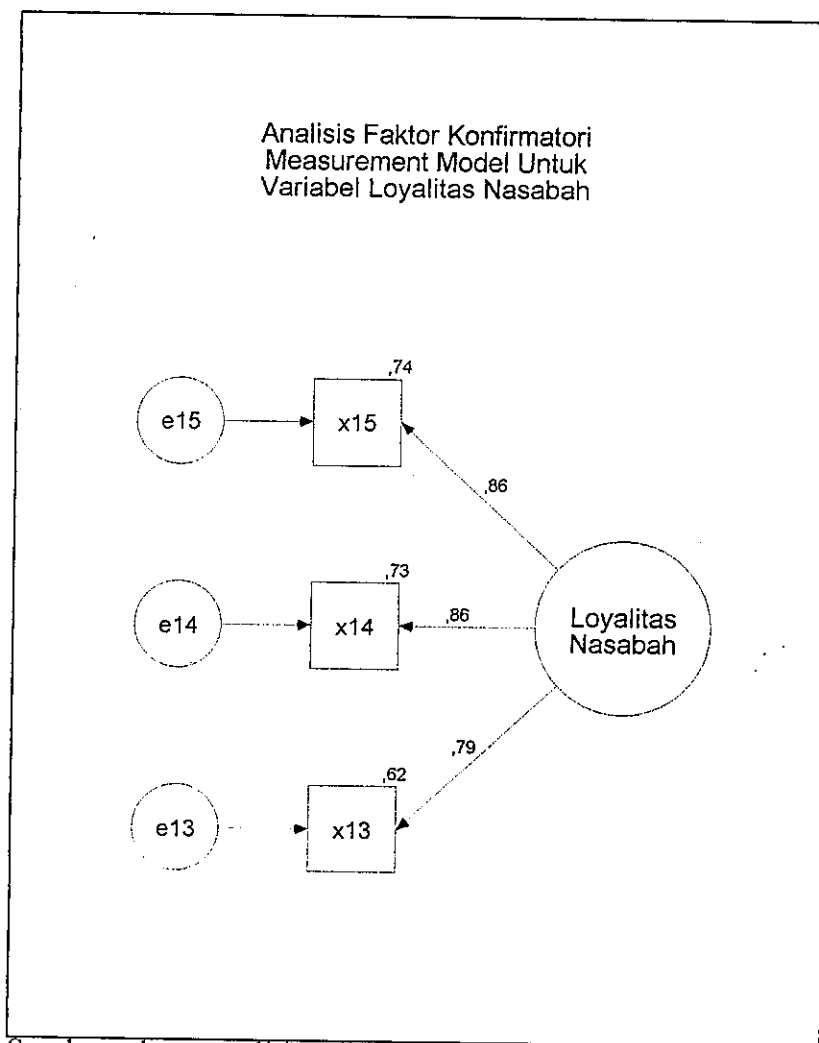 Analisis Faktor Konfirmatori
Measurement Model Untuk
Variabel Loyalitas Nasabah
,74
e15
x15
,86
,73
e14
x14
,86
Loyalitas
Nasabah
,79
,62
e13
x13